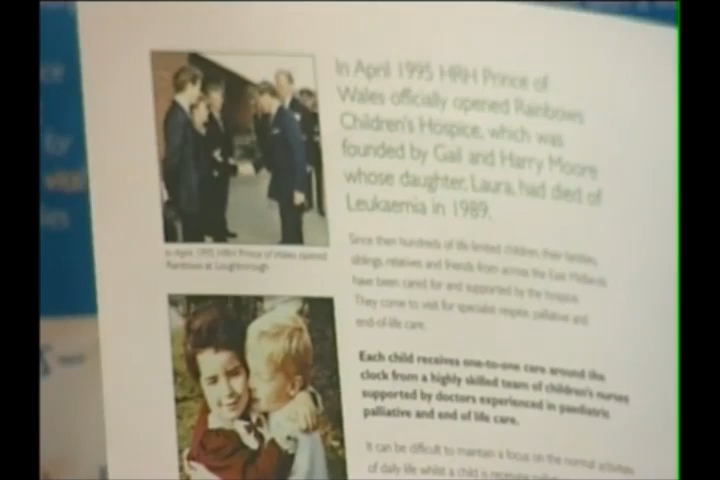 In April 1995 HRH Prince of
Wales officially opened Rainbows
Children's Hospice, which was
founded by Gail and Harry Moore
whose daughter, Laura, had died of
Leukaemia in 1989.
In April 1995 HRH Prince of Wales opened
Rainbows at Loughborough.
Since then hundreds of life-limited children, their families,
siblings, relatives and friends from across the East Midlands
have been cared for and supported by the hospice.
They come to visit for specialist respite, palliative and
end-of-life care.
Each child receives one-to-one care around the
clock from a highly skilled team of children's nurses
supported by doctors experienced in paediatric
palliative and end of life care.
It can be difficult to maintain a focus on the normal activities
of daily life whilst a child is receiving
for
vital